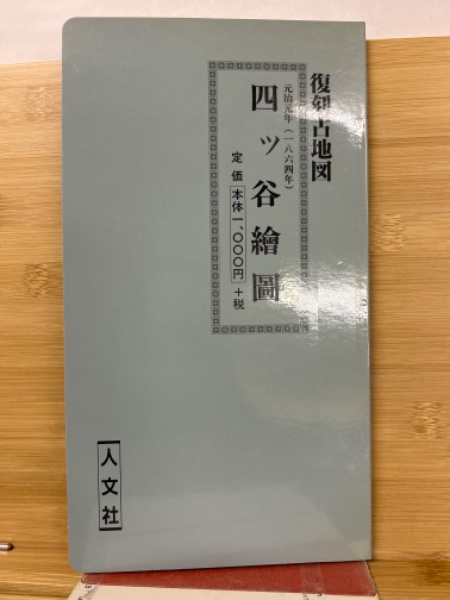 復刻古地図
元治元年(一八六四年)
四ッ谷繪圖
定価 本体一、〇〇〇円 +税
人文社